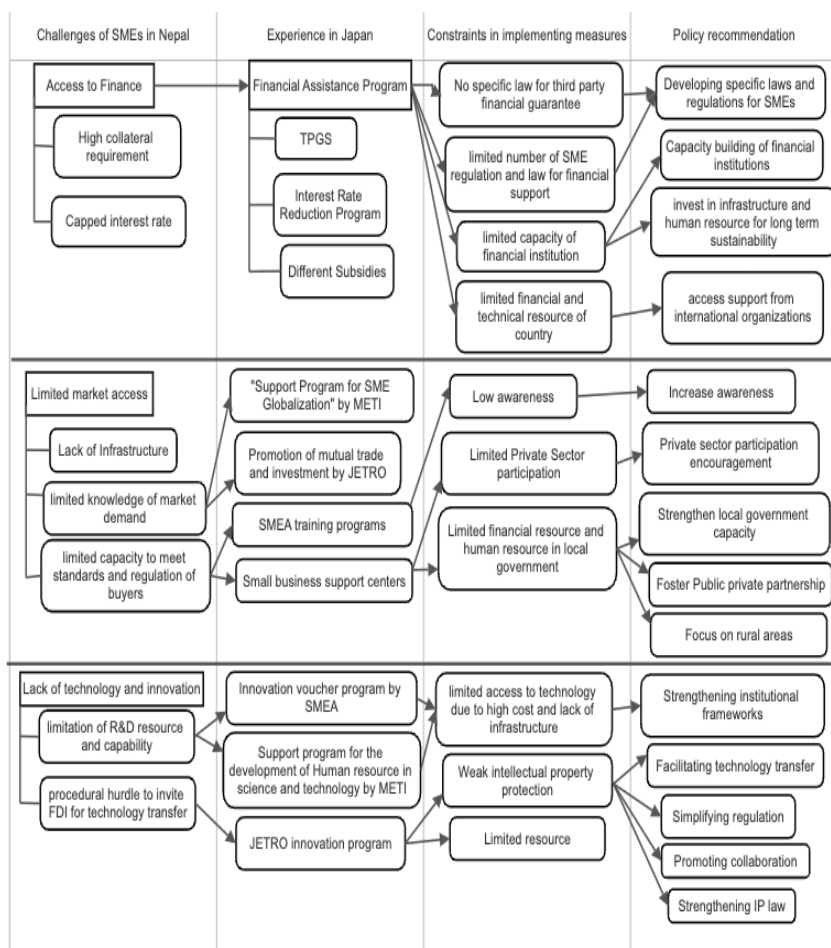 Challenges of SMEs in Nepal
Experience in Japan
Constraints in implementing measures
Policy recommendation
Access to Finance
High collateral
requirement
Capped interest rate
Financial Assistance Program
TPGS
Interest Rate
Reduction Program
Different Subsidies
No specific law for third party
financial guarantee
limited number of SME
regulation and law for financial
support
limited capacity of
financial institution
limited financial and
technical resource of
country
Developing specific laws and
regulations for SMEs
Capacity building of financial
institutions
invest in infrastructure and
human resource for long term
sustainability
access support from
international organizations
Limited market access
Lack of Infrastructure
limited knowledge of market
demand
limited capacity to meet
standards and regulation of
buyers
"Support Program for SME
Globalization" by METI
Promotion of mutual trade
and investment by JETRO
SMEA training programs
Small business support centers
Low awareness
Limited Private Sector
participation
Limited financial resource and
human resource in local
government
Increase awareness
Private sector participation
encouragement
Strengthen local government
capacity
Foster Public private partnership
Focus on rural areas
Lack of technology and innovation
limitation of R&D resource
and capability
procedural hurdle to invite
FDI for technology transfer
Innovation voucher program by
SMEA
Support program for the
development of Human resource in
science and technology by METI
JETRO innovation program
limited access to technology
due to high cost and lack of
infrastructure
Weak intellectual property
protection
Limited resource
Strengthening institutional
frameworks
Facilitating technology transfer
Simplifying regulation
Promoting collaboration
Strengthening IP law